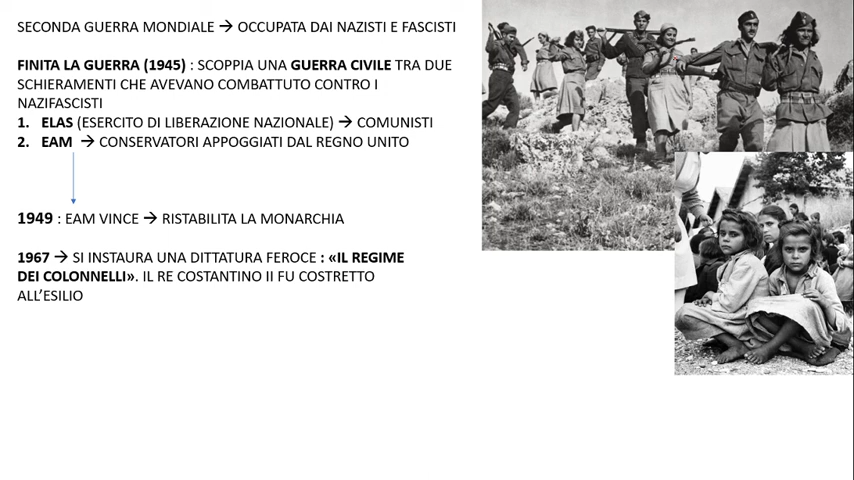 SECONDA GUERRA MONDIALE → OCCUPATA DAI NAZISTI E FASCISTI
FINITA LA GUERRA (1945) : SCOPPIA UNA GUERRA CIVILE TRA DUE
SCHIERAMENTI CHE AVEVANO COMBATTUTO CONTRO I
NAZIFASCISTI
1. ELAS (ESERCITO DI LIBERAZIONE NAZIONALE) → COMUNISTI
2. EAM → CONSERVATORI APPOGGIATI DAL REGNO UNITO
1949 : EAM VINCE → RISTABILITA LA MONARCHIA
1967 → SI INSTAURA UNA DITTATURA FEROCE : «IL REGIME
DEI COLONNELLI». IL RE COSTANTINO II FU COSTRETTO
ALL'ESILIO